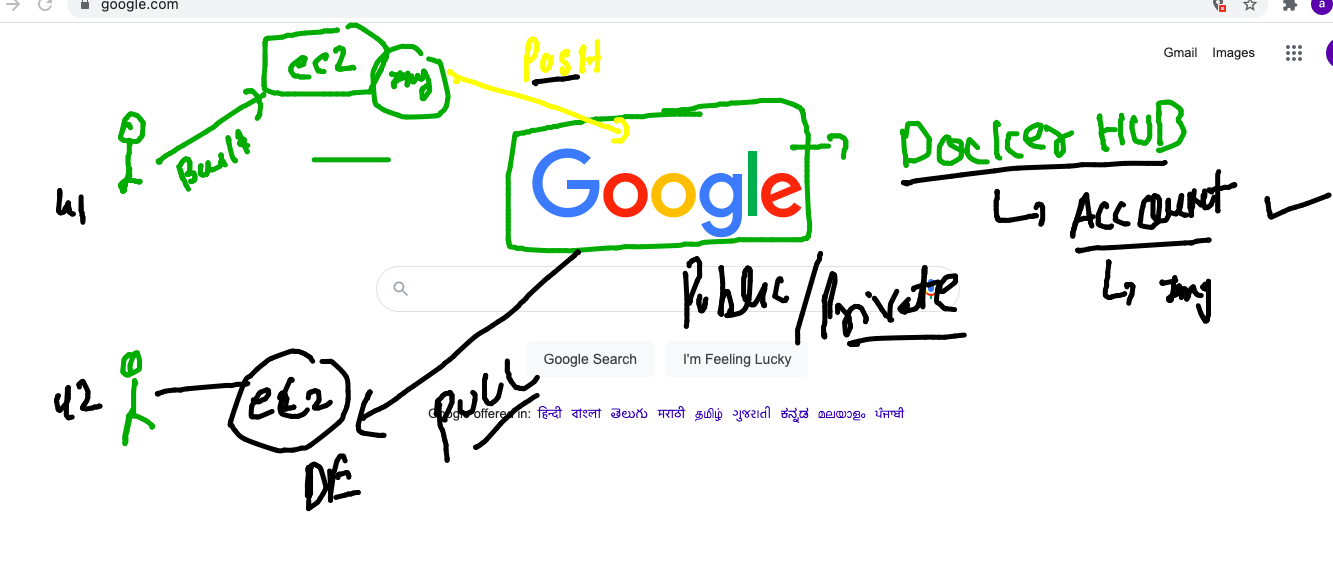 google.com
a
Gmail Images
ec2
img
Push
Built
Docker HUB
Google
u1
Account
img
Public/Private
Google Search I'm Feeling Lucky
u2
ec2
pull
Google offered in: हिन्दी বাংলা తెలుగు मराठी தமிழ் ગુજરાતી ಕನ್ನಡ മലയാളം ਪੰਜਾਬੀ
DE